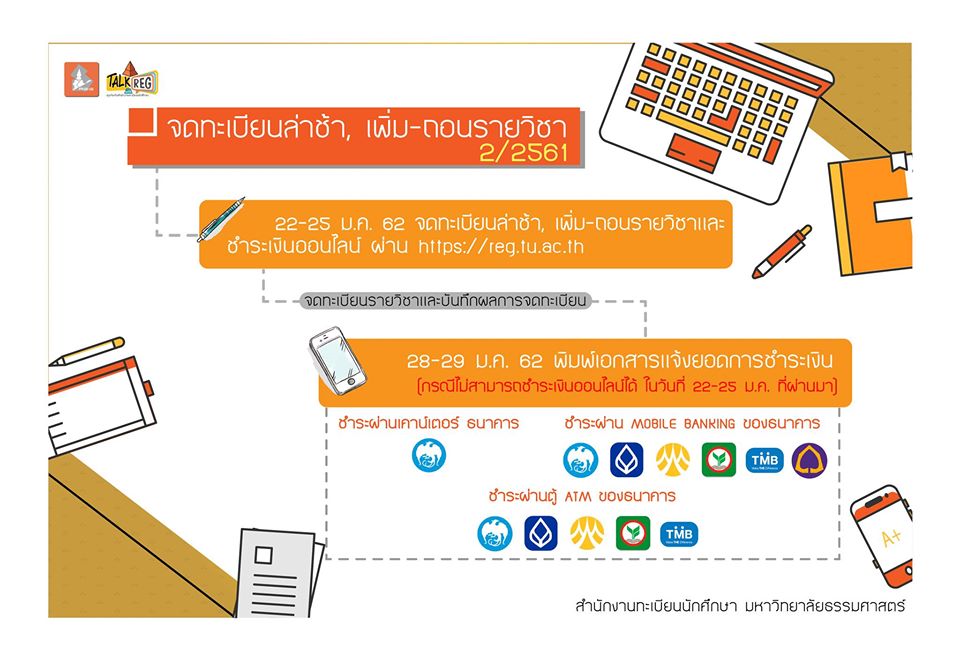 TALK REG
จดทะเบียนล่าช้า, เพิ่ม-ถอนรายวิชา
2/2561
22-25 ม.ค. 62 จดทะเบียนล่าช้า, เพิ่ม-ถอนรายวิชาและ
ชำระเงินออนไลน์ ผ่าน https://reg.tu.ac.th
จดทะเบียนรายวิชาและบันทึกผลการจดทะเบียน
28-29 ม.ค. 62 พิมพ์เอกสารแจ้งยอดการชำระเงิน
(กรณีไม่สามารถชำระเงินออนไลน์ได้ ในวันที่ 22-25 ม.ค. ที่ผ่านมา)
ชำระผ่านเคาน์เตอร์ ธนาคาร
ชำระผ่าน MOBILE BANKING ของธนาคาร
TMB
ชำระผ่านตู้ ATM ของธนาคาร
TMB
A+
สำนักงานทะเบียนนักศึกษา มหาวิทยาลัยธรรมศาสตร์